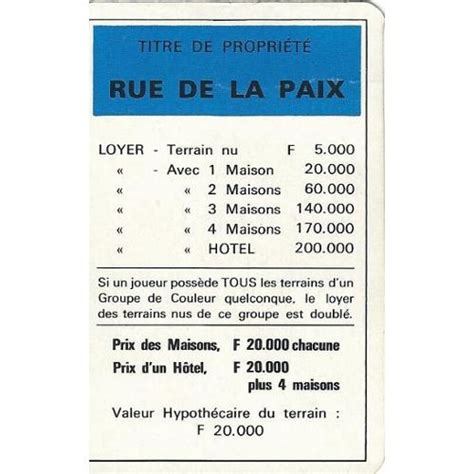 TITRE DE PROPRIÉTÉ
RUE DE LA PAIX
LOYER - Terrain nu F 5.000
« - Avec 1 Maison 20.000
« « 2 Maisons 60.000
« « 3 Maisons 140.000
« « 4 Maisons 170.000
« « HOTEL 200.000
Si un joueur possède TOUS les terrains d'un
Groupe de Couleur quelconque, le loyer
des terrains nus de ce groupe est doublé.
Prix des Maisons, F 20.000 chacune
Prix d'un Hôtel, F 20.000
plus 4 maisons
Valeur Hypothécaire du terrain :
F 20.000